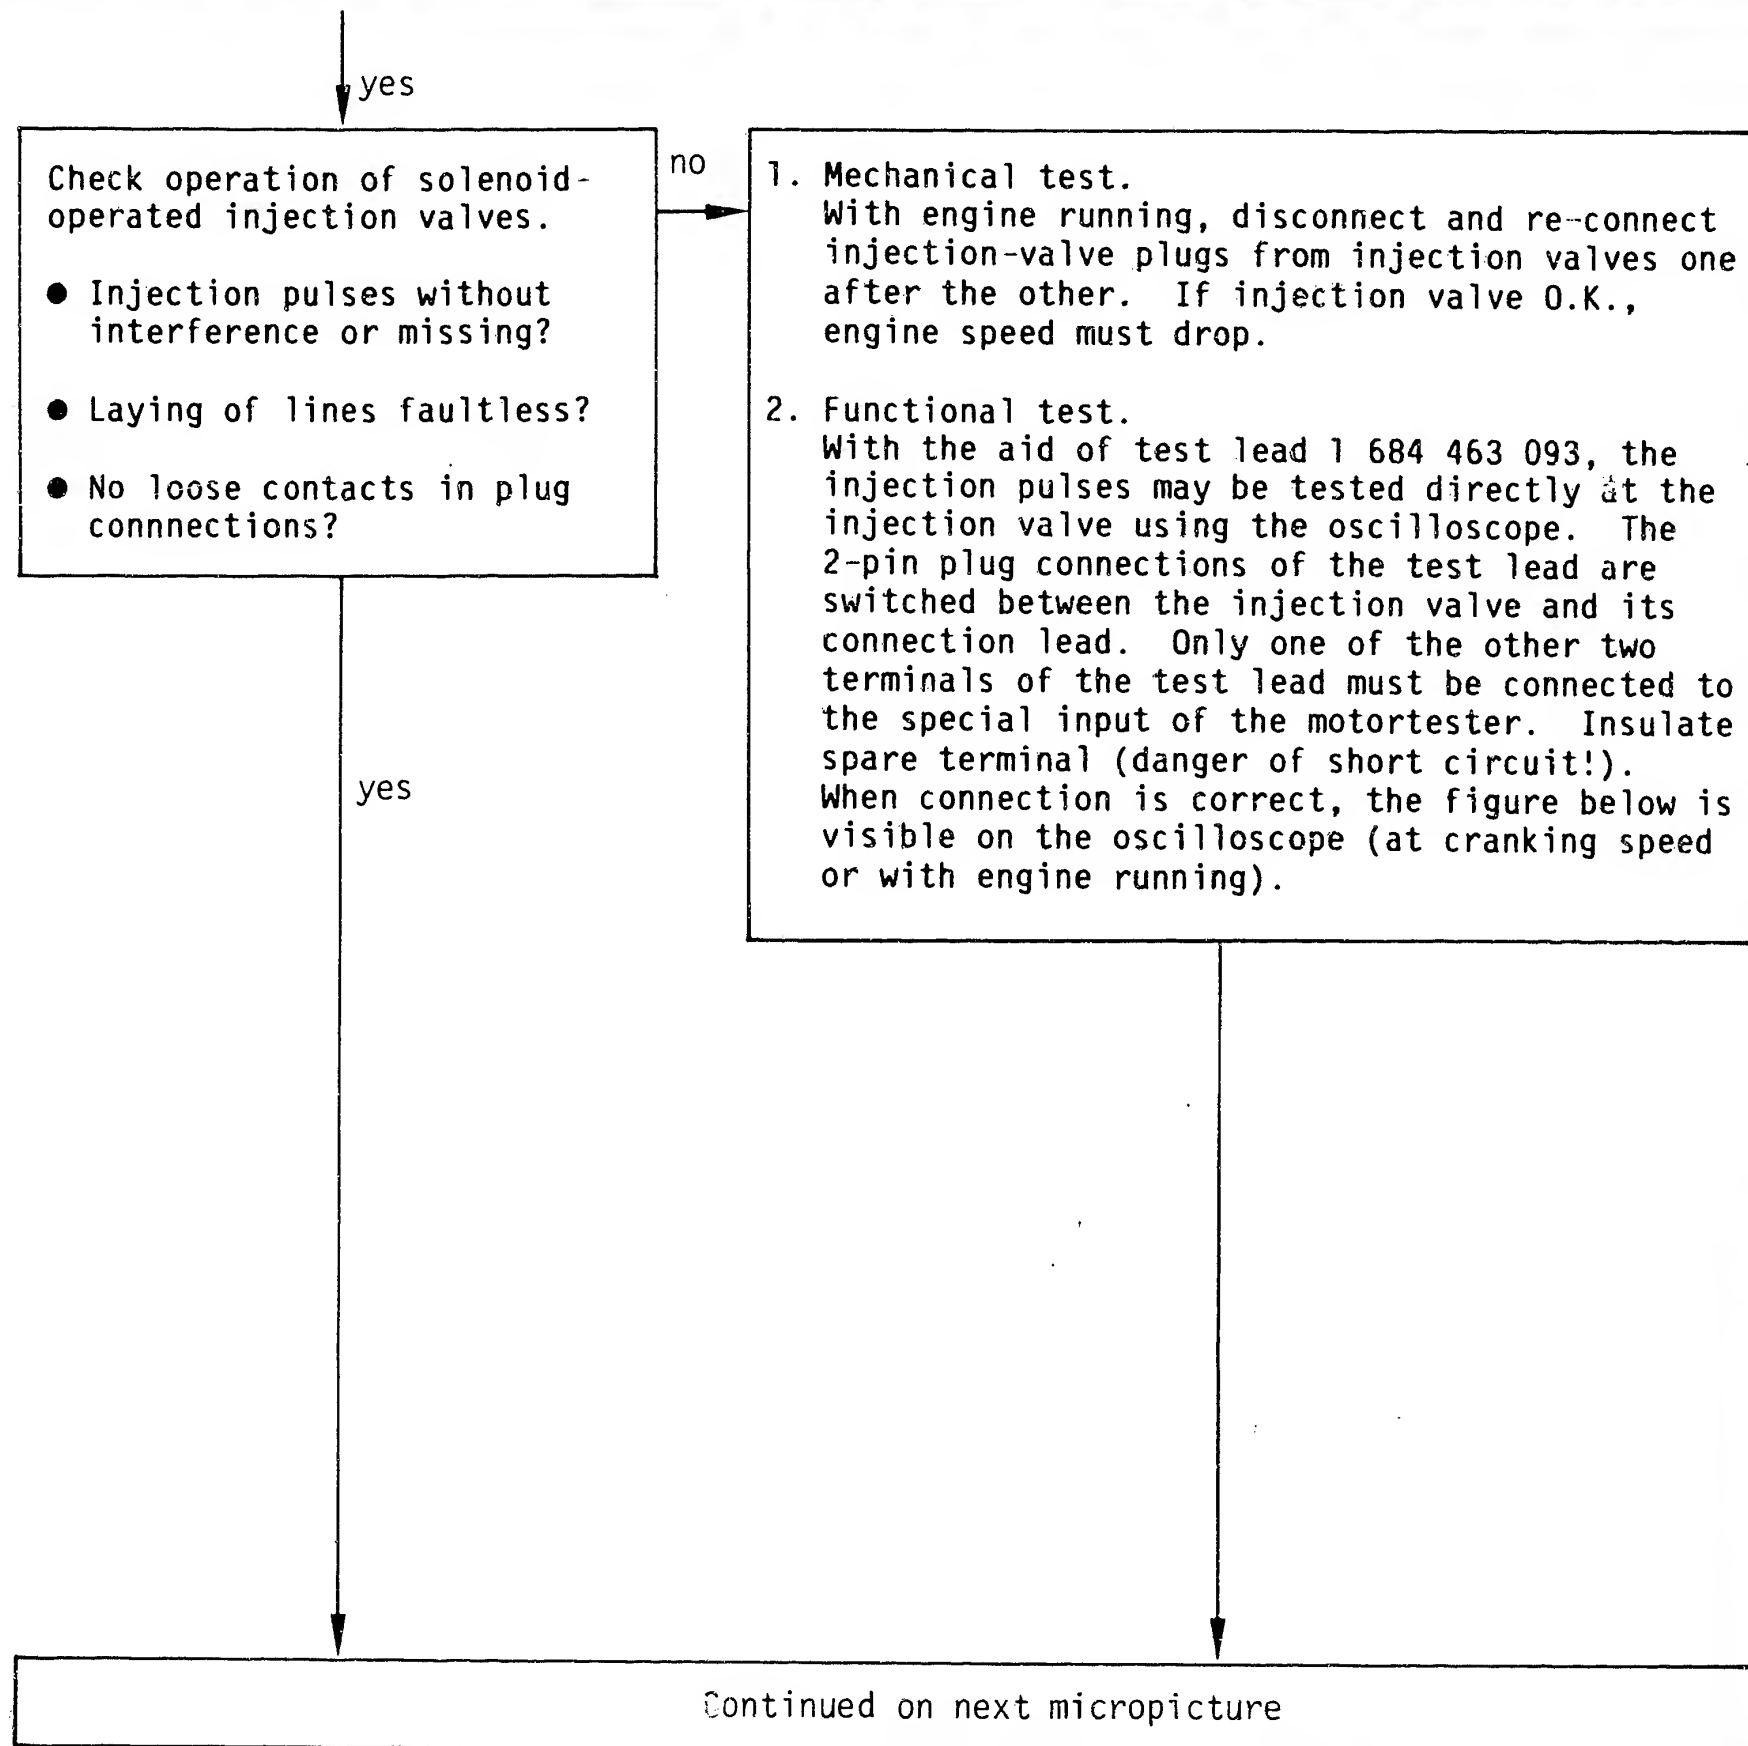 yes
Check operation of solenoid-
operated injection valves.
● Injection pulses without
interference or missing?
● Laying of lines faultless?
● No loose contacts in plug
connnections?
no
1. Mechanical test.
With engine running, disconnect and re-connect
injection-valve plugs from injection valves one
after the other. If injection valve O.K.,
engine speed must drop.
2. Functional test.
With the aid of test lead 1 684 463 093, the
injection pulses may be tested directly at the
injection valve using the oscilloscope. The
2-pin plug connections of the test lead are
switched between the injection valve and its
connection lead. Only one of the other two
terminals of the test lead must be connected to
the special input of the motortester. Insulate
spare terminal (danger of short circuit!).
When connection is correct, the figure below is
visible on the oscilloscope (at cranking speed
or with engine running).
yes
Continued on next micropicture